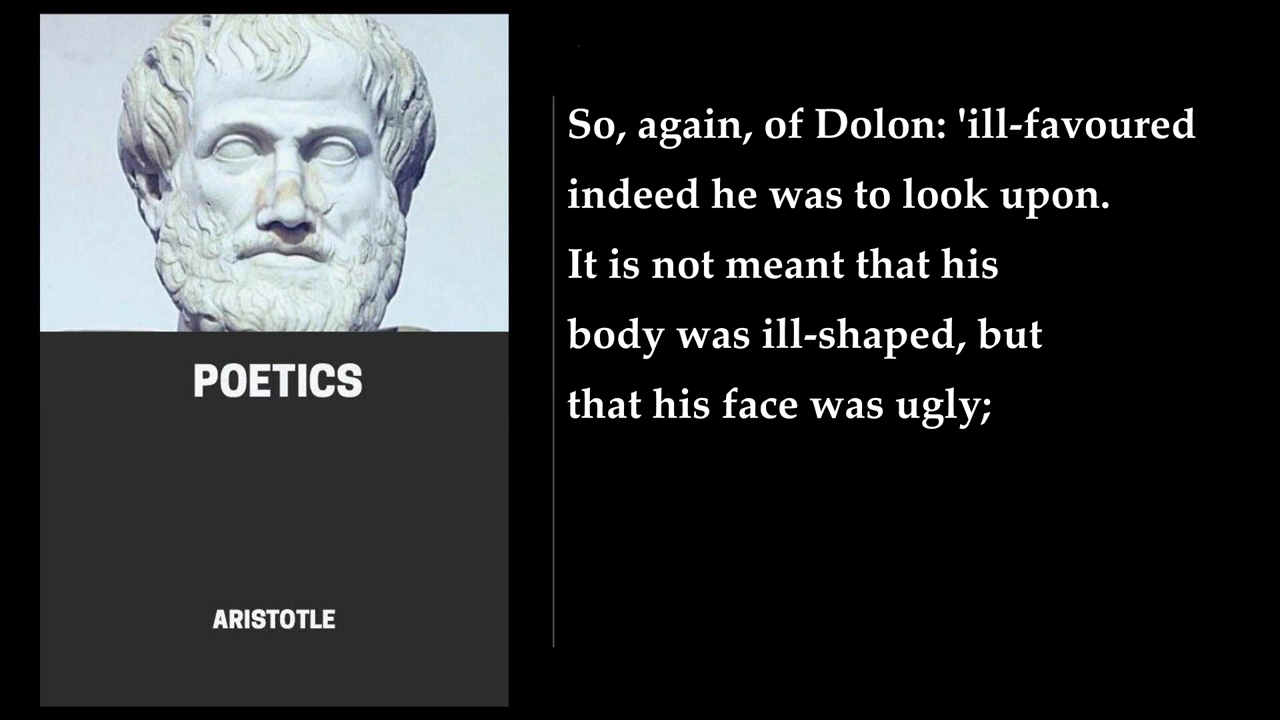 POETICS
ARISTOTLE
So, again, of Dolon: 'ill-favoured
indeed he was to look upon.
It is not meant that his
body was ill-shaped, but
that his face was ugly;